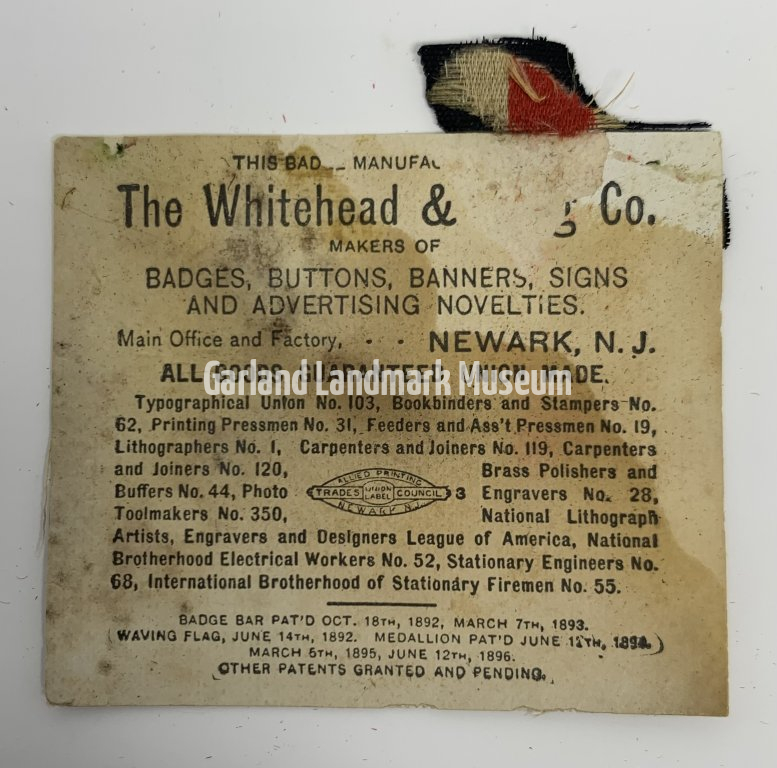 THIS BAD MANUFAC
The Whitehead & g Co.
MAKERS OF
BADGES, BUTTONS, BANNERS, SIGNS
AND ADVERTISING NOVELTIES.
Main Office and Factory, - - NEWARK, N. J.
ALL GOODS GUARANTEED UNION MADE.
Garland Landmark Museum
Typographical Union No. 103, Bookbinders and Stampers No.
62, Printing Pressmen No. 31, Feeders and Ass't Pressmen No. 19,
Lithographers No. 1, Carpenters and Joiners No. 119, Carpenters
and Joiners No. 120, Brass Polishers and
Buffers No. 44, Photo Engravers No. 28,
Toolmakers No. 350, National Lithograph
ALLIED PRINTING
TRADES UNION LABEL COUNCIL 3
NEWARK N.J.
Artists, Engravers and Designers League of America, National
Brotherhood Electrical Workers No. 52, Stationary Engineers No.
68, International Brotherhood of Stationary Firemen No. 55.
BADGE BAR PAT'D OCT. 18TH, 1892, MARCH 7TH, 1893.
(WAVING FLAG, JUNE 14TH, 1892. MEDALLION PAT'D JUNE 12TH, 1894.)
MARCH 5TH, 1895, JUNE 12TH, 1896.
OTHER PATENTS GRANTED AND PENDING.